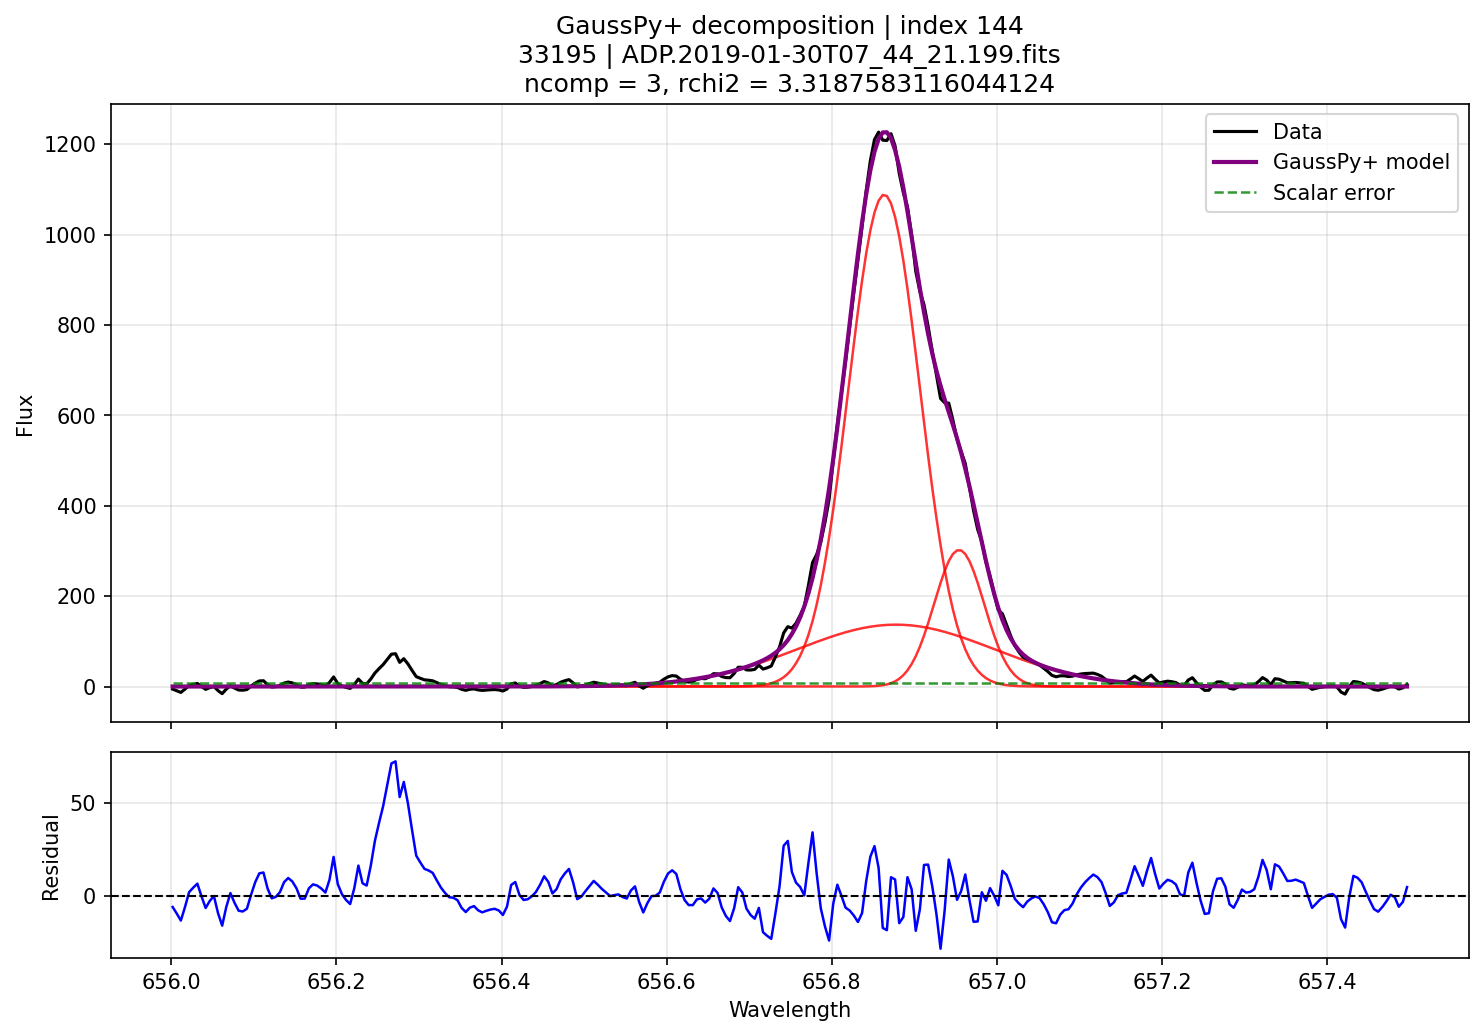 GaussPy+ decomposition | index 144
33195 | ADP.2019-01-30T07_44_21.199.fits
ncomp = 3, rchi2 = 3.3187583116044124
Data
GaussPy+ model
Scalar error
1200
1000
800
600
400
200
0
Flux
50
0
Residual
656.0
656.2
656.4
656.6
656.8
657.0
657.2
657.4
Wavelength